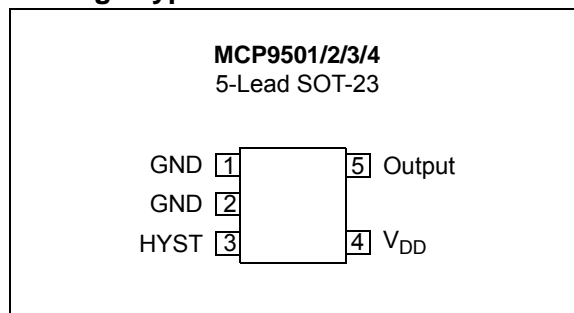 MCP9501/2/3/4
5-Lead SOT-23
GND 1 5 Output
GND 2
HYST 3 4 VDD